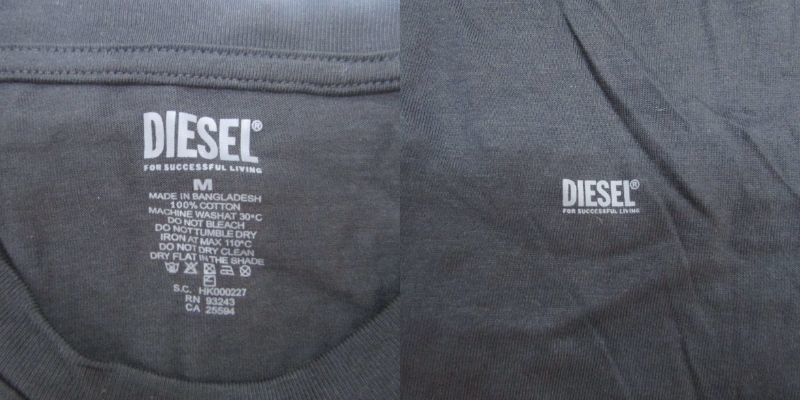 DIESEL®
FOR SUCCESSFUL LIVING
M
MADE IN BANGLADESH
100% COTTON
MACHINE WASHAT 30°C
DO NOT BLEACH
DO NOTTUMBLE DRY
IRON AT MAX 110°C
DO NOT DRY CLEAN
DRY FLAT IN THE SHADE
S.C. HK000227
RN 93243
CA 25594
DIESEL®
FOR SUCCESSFUL LIVING